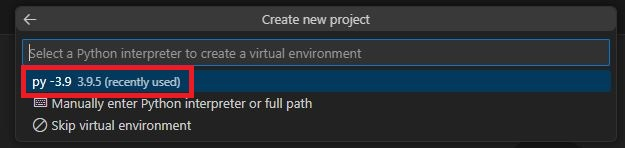 Create new project
Select a Python interpreter to create a virtual environment
py -3.9 3.9.5 (recently used)
Manually enter Python interpreter or full path
Skip virtual environment